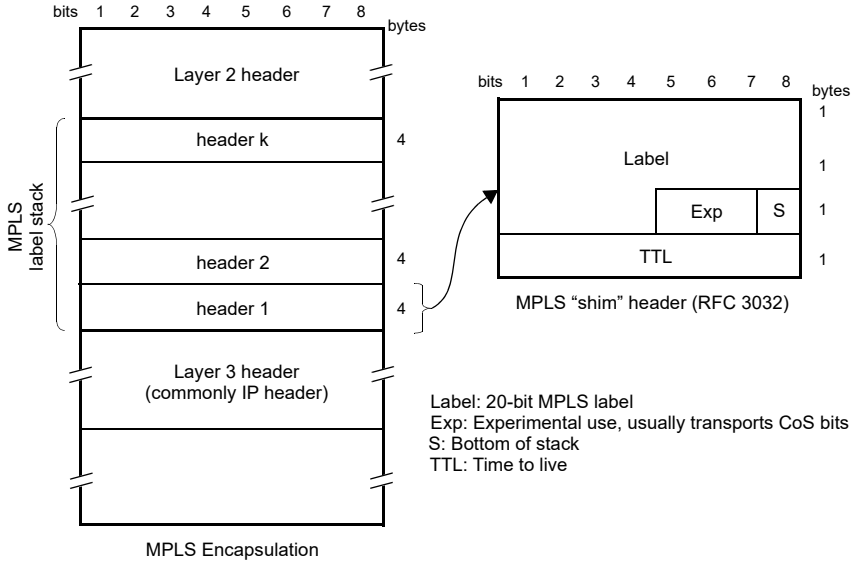 bits 1 2 3 4 5 6 7 8
bytes
Layer 2 header
header k 4
MPLS
label stack
header 2 4
header 1 4
Layer 3 header
(commonly IP header)
MPLS Encapsulation
bits 1 2 3 4 5 6 7 8
bytes
1
Label 1
Exp S 1
TTL 1
MPLS “shim” header (RFC 3032)
Label: 20-bit MPLS label
Exp: Experimental use, usually transports CoS bits
S: Bottom of stack
TTL: Time to live